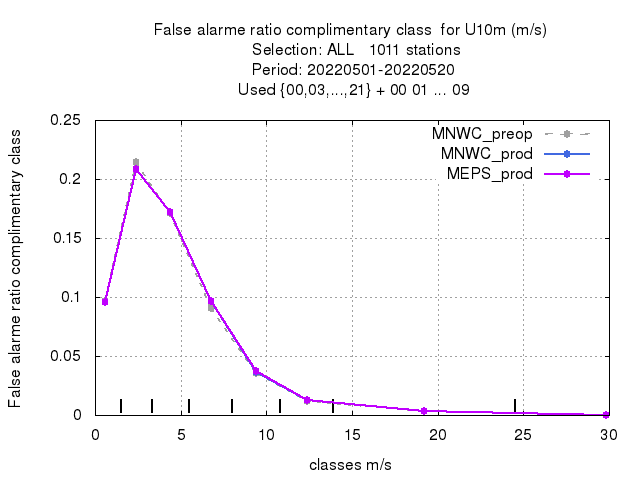 False alarme ratio complimentary class  for U10m (m/s)
Selection: ALL   1011 stations
Period: 20220501-20220520
Used {00,03,...,21} + 00 01 ... 09
False alarme ratio complimentary class
0.25
0.2
0.15
0.1
0.05
0
MNWC_preop
MNWC_prod
MEPS_prod
0 5 10 15 20 25 30
classes m/s